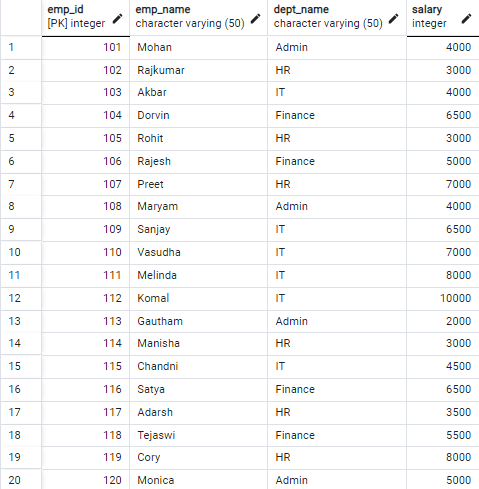 emp_id emp_name dept_name salary
[PK] integer character varying (50) character varying (50) integer
1 101 Mohan Admin 4000
2 102 Rajkumar HR 3000
3 103 Akbar IT 4000
4 104 Dorvin Finance 6500
5 105 Rohit HR 3000
6 106 Rajesh Finance 5000
7 107 Preet HR 7000
8 108 Maryam Admin 4000
9 109 Sanjay IT 6500
10 110 Vasudha IT 7000
11 111 Melinda IT 8000
12 112 Komal IT 10000
13 113 Gautham Admin 2000
14 114 Manisha HR 3000
15 115 Chandni IT 4500
16 116 Satya Finance 6500
17 117 Adarsh HR 3500
18 118 Tejaswi Finance 5500
19 119 Cory HR 8000
20 120 Monica Admin 5000